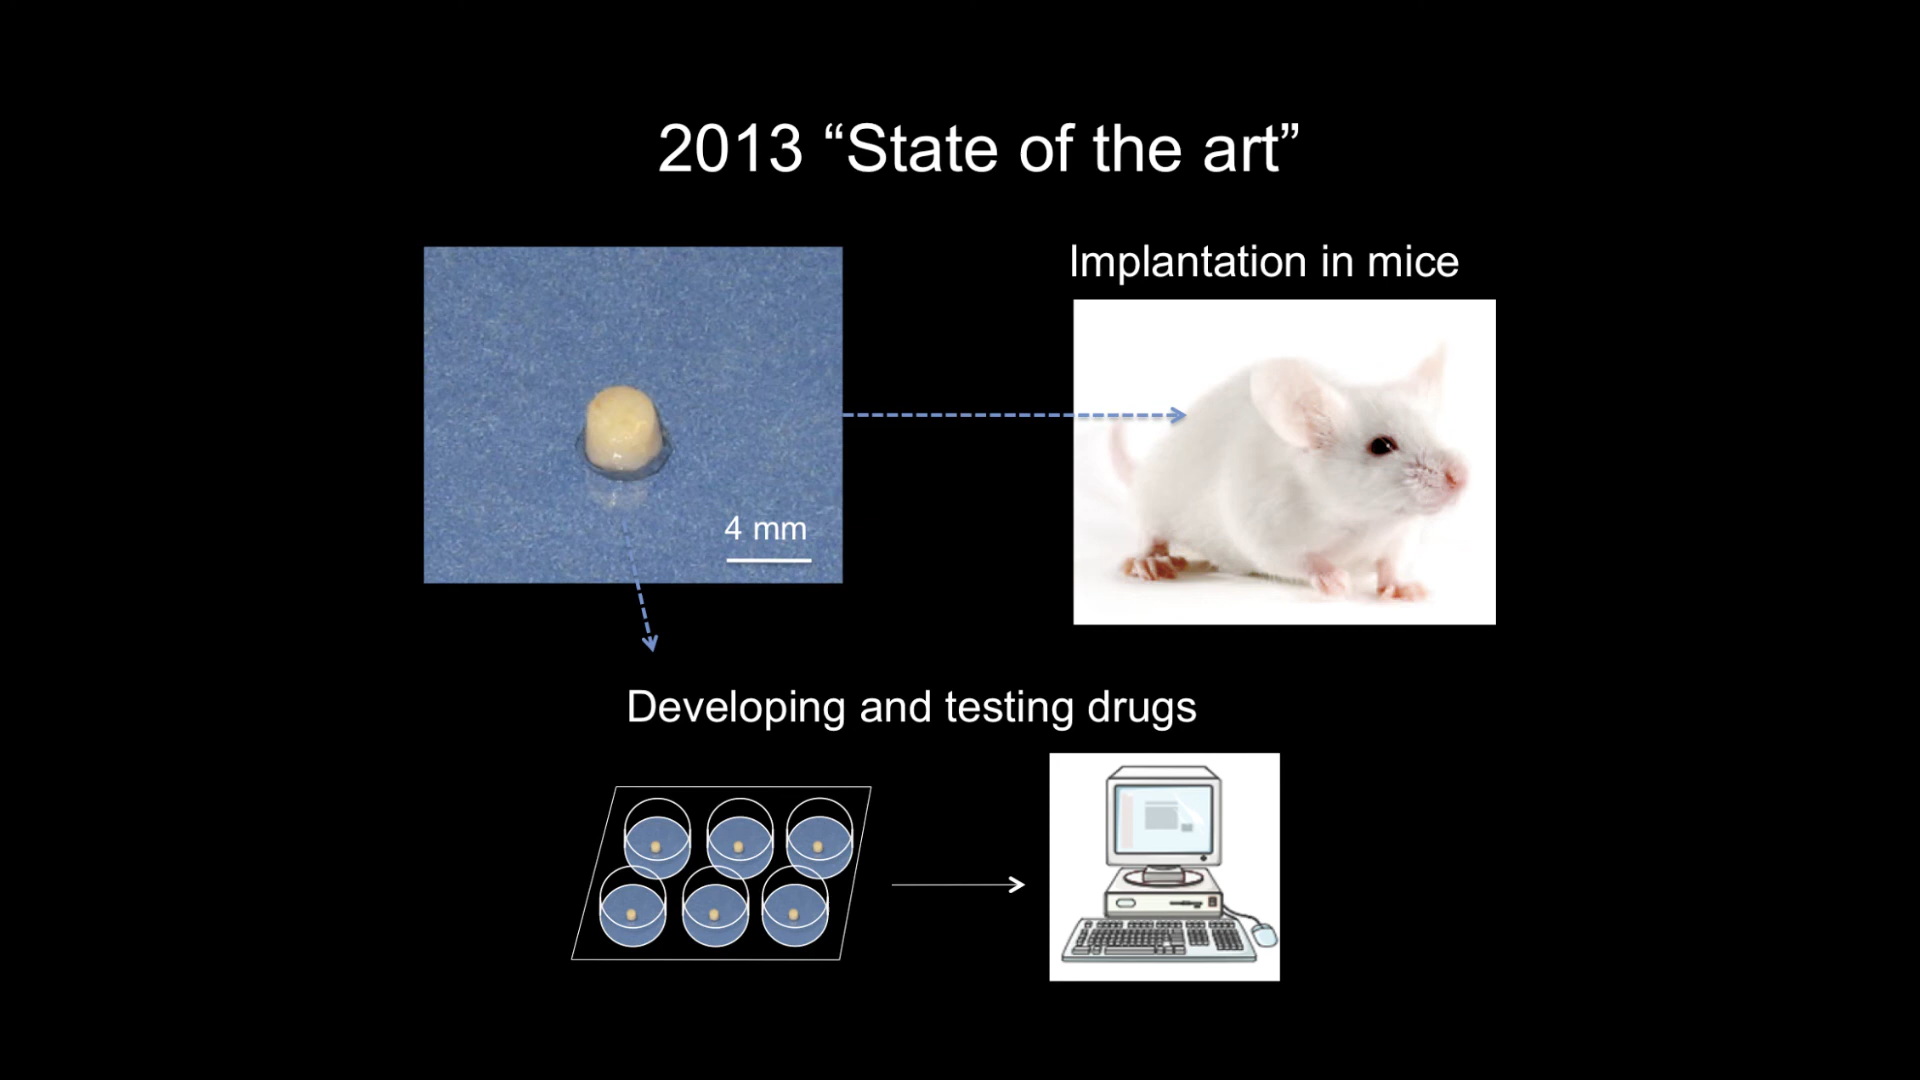 2013 “State of the art”
Implantation in mice
4 mm
Developing and testing drugs